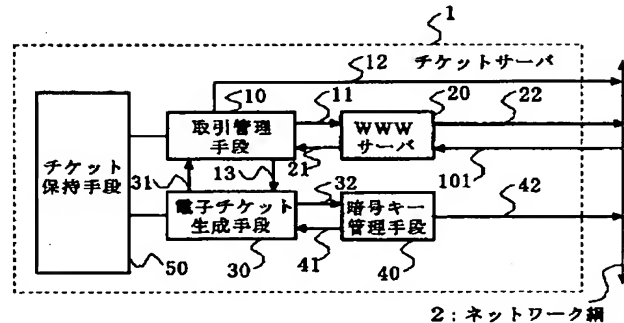 1
チケットサーバ
12
10
11
20
22
取引管理
手段
WWW
サーバ
チケット
保持手段
31
13
21
101
32
42
電子チケット
生成手段
暗号キー
管理手段
41
50
30
40
2:ネットワーク網